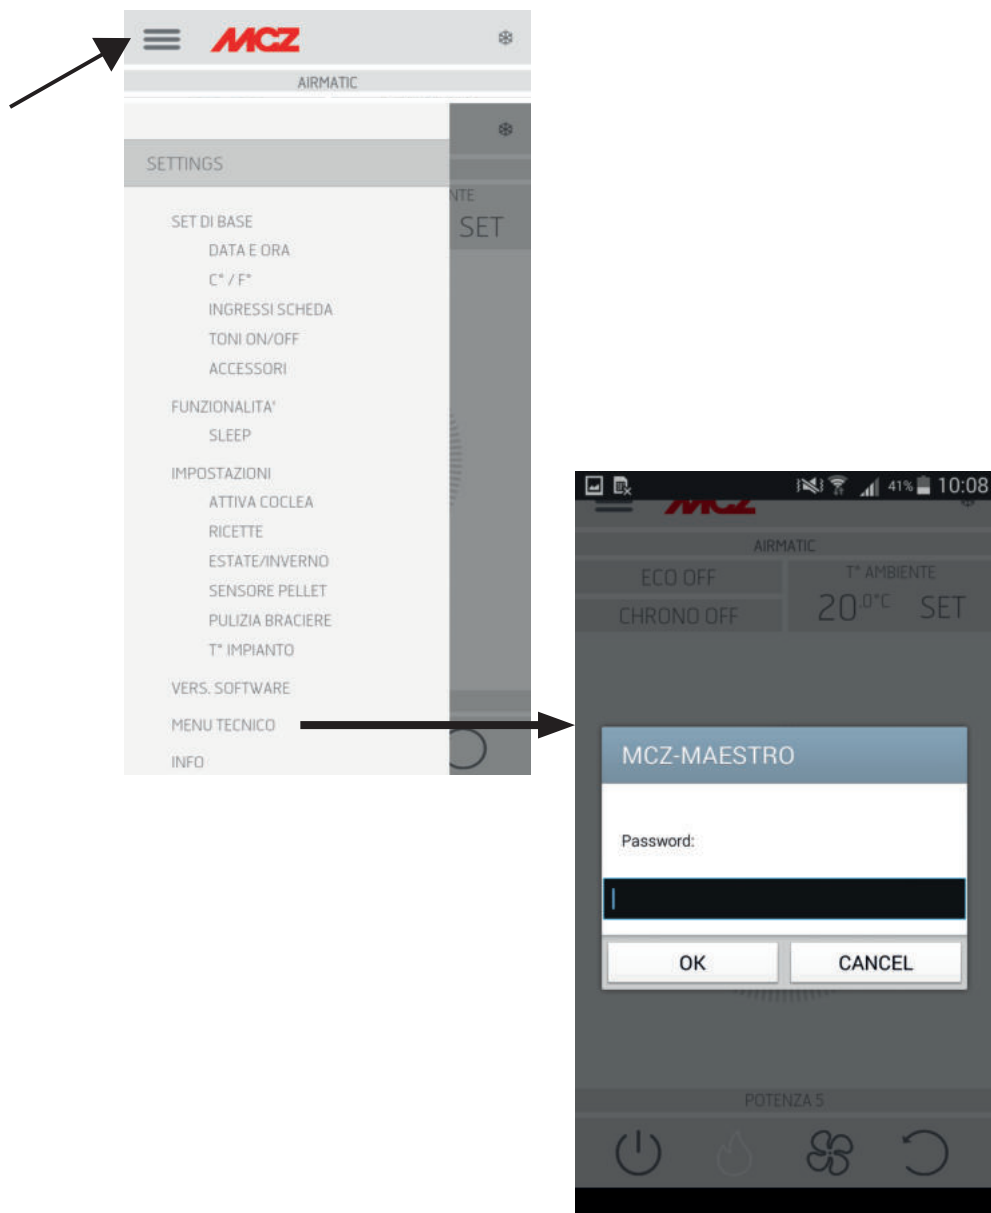 MCZ
AIRMATIC
SETTINGS
NTE
SET
SET DI BASE
DATA E ORA
C° / F°
INGRESSI SCHEDA
TONI ON/OFF
ACCESSORI
FUNZIONALITA'
SLEEP
IMPOSTAZIONI
ATTIVA COCLEA
RICETTE
ESTATE/INVERNO
SENSORE PELLET
PULIZIA BRACIERE
T° IMPIANTO
VERS. SOFTWARE
MENU TECNICO
INFO
41% 10:08
MCZ
AIRMATIC
ECO OFF
T° AMBIENTE
CHRONO OFF
20.0°C SET
MCZ-MAESTRO
Password:
OK CANCEL
POTENZA 5